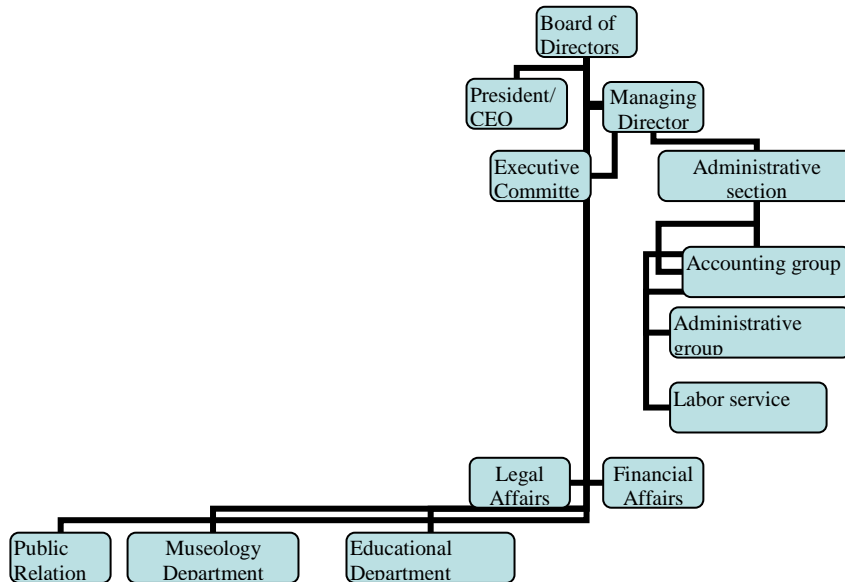 Board of
Directors
President/
CEO
Managing
Director
Executive
Committe
Administrative
section
Accounting group
Administrative
group
Labor service
Legal
Affairs
Financial
Affairs
Public
Relation
Museology
Department
Educational
Department